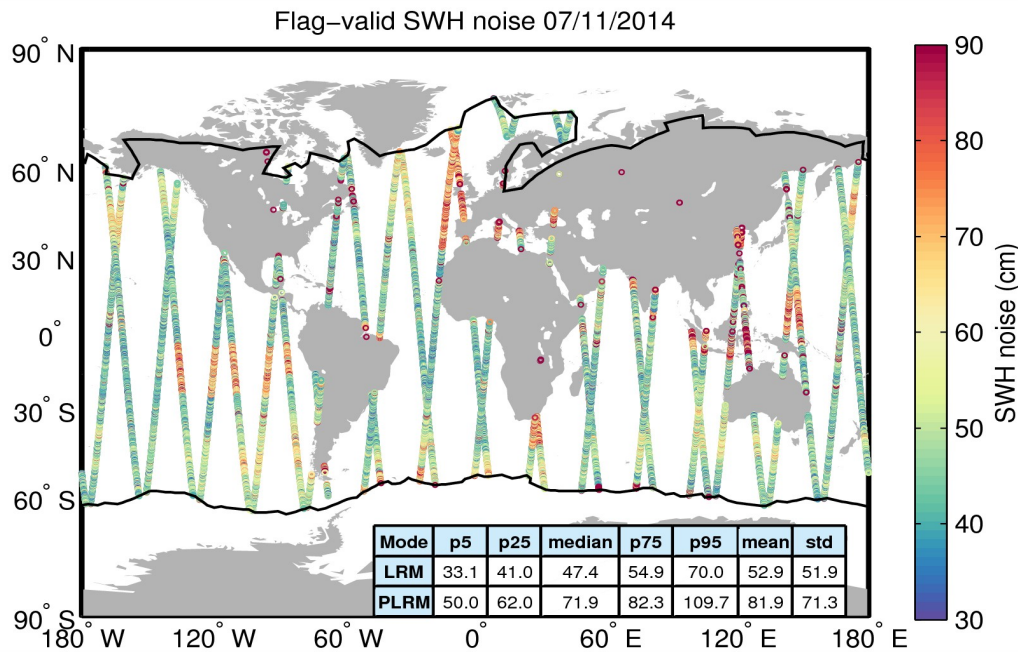 Flag−valid SWH noise 07/11/2014
90° N
60° N
30° N
0°
30° S
60° S
90° S
180° W
120° W
60° W
0°
60° E
120° E
180° E
Mode p5 p25 median p75 p95 mean std
LRM 33.1 41.0 47.4 54.9 70.0 52.9 51.9
PLRM 50.0 62.0 71.9 82.3 109.7 81.9 71.3
90
80
70
60
50
40
30
SWH noise (cm)